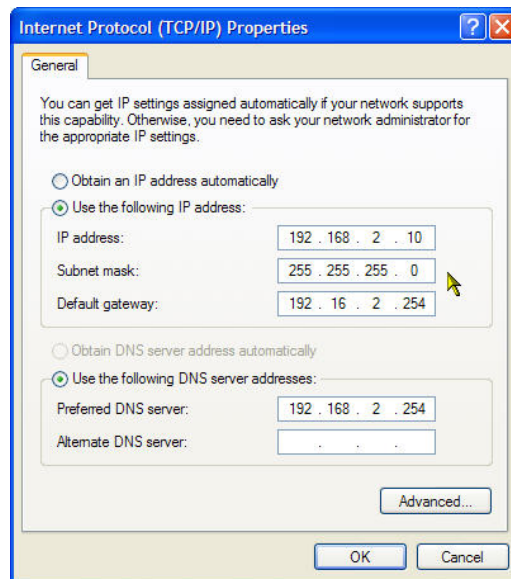 Internet Protocol (TCP/IP) Properties
General
You can get IP settings assigned automatically if your network supports
this capability. Otherwise, you need to ask your network administrator for
the appropriate IP settings.
Obtain an IP address automatically
Use the following IP address:
IP address: 192 . 168 . 2 . 10
Subnet mask: 255 . 255 . 255 . 0
Default gateway: 192 . 16 . 2 . 254
Obtain DNS server address automatically
Use the following DNS server addresses:
Preferred DNS server: 192 . 168 . 2 . 254
Alternate DNS server: . . .
Advanced...
OK Cancel